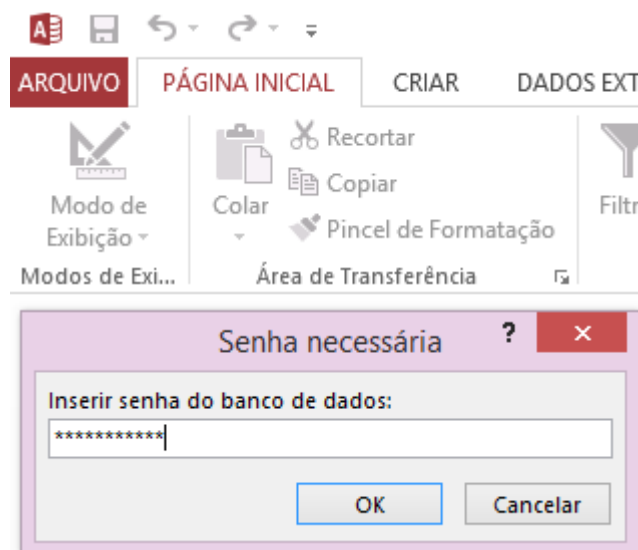 ARQUIVO PÁGINA INICIAL CRIAR DADOS EXT
Recortar
Copiar
Pincel de Formatação
Modo de
Exibição
Colar
Filtr
Modos de Exi... Área de Transferência
Senha necessária ? ×
Inserir senha do banco de dados:
***********
OK Cancelar